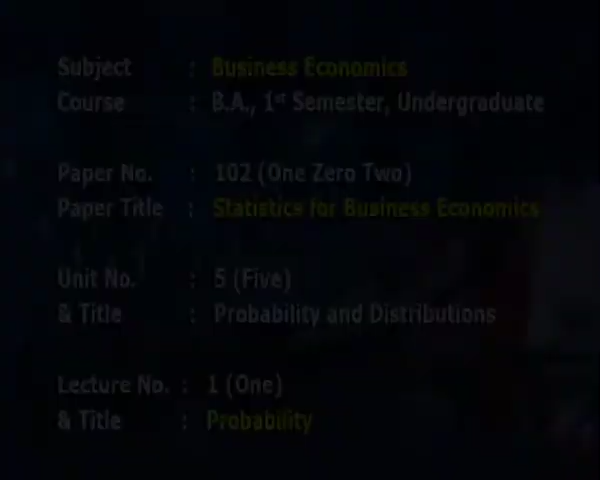 Subject : Business Economics
Course : B.A., 1st Semester, Undergraduate
Paper No. : 102 (One Zero Two)
Paper Title : Statistics for Business Economics
Unit No. : 5 (Five)
& Title : Probability and Distributions
Lecture No. : 1 (One)
& Title : Probability